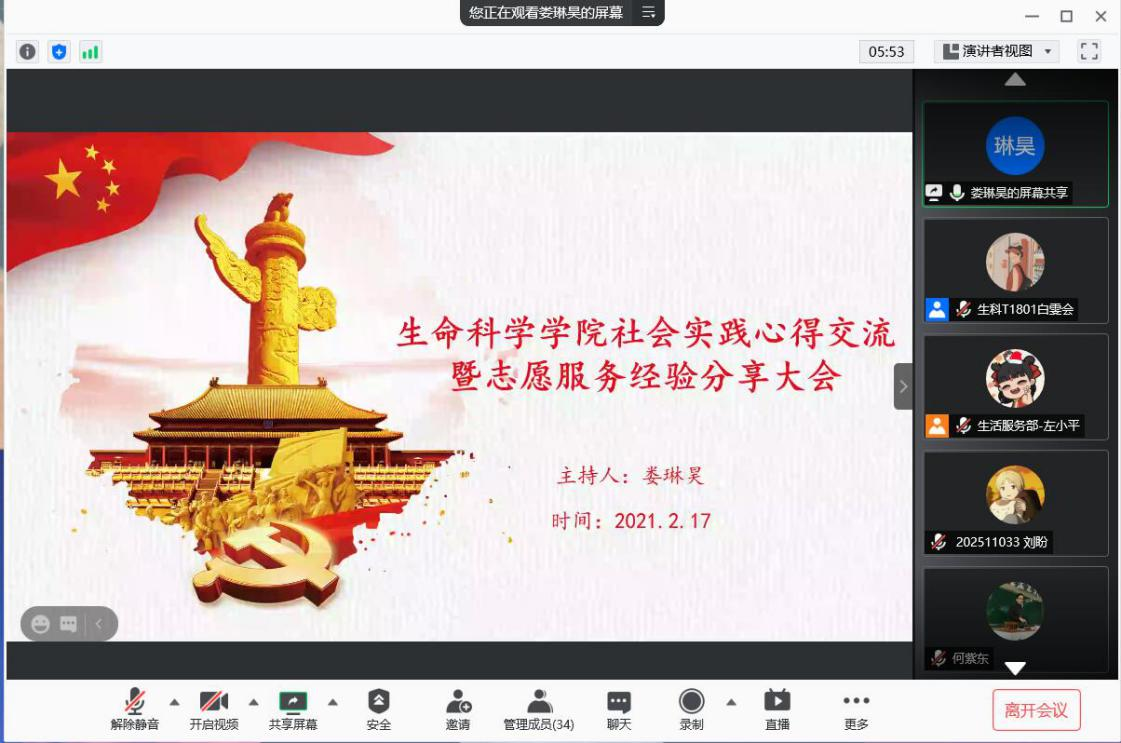 您正在观看娄琳昊的屏幕
05:53
演讲者视图
生命科学学院社会实践心得交流
暨志愿服务经验分享大会
主持人：娄琳昊
时间：2021.2.17
琳昊
娄琳昊的屏幕共享
生科T1801白雯会
生活服务部-左小平
202511033 刘盼
何紫东
解除静音
开启视频
共享屏幕
安全
邀请
管理成员(34)
聊天
录制
直播
更多
离开会议